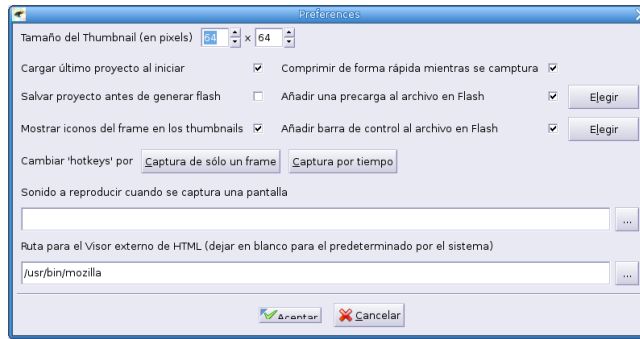 Preferences
Tamaño del Thumbnail (en pixels) 64 x 64
Cargar último proyecto al iniciar Comprimir de forma rápida mientras se camptura
Salvar proyecto antes de generar flash Añadir una precarga al archivo en Flash Elegir
Mostrar iconos del frame en los thumbnails Añadir barra de control al archivo en Flash Elegir
Cambiar 'hotkeys' por Captura de sólo un frame Captura por tiempo
Sonido a reproducir cuando se captura una pantalla
...
Ruta para el Visor externo de HTML (dejar en blanco para el predeterminado por el sistema)
/usr/bin/mozilla ...
Aceptar Cancelar